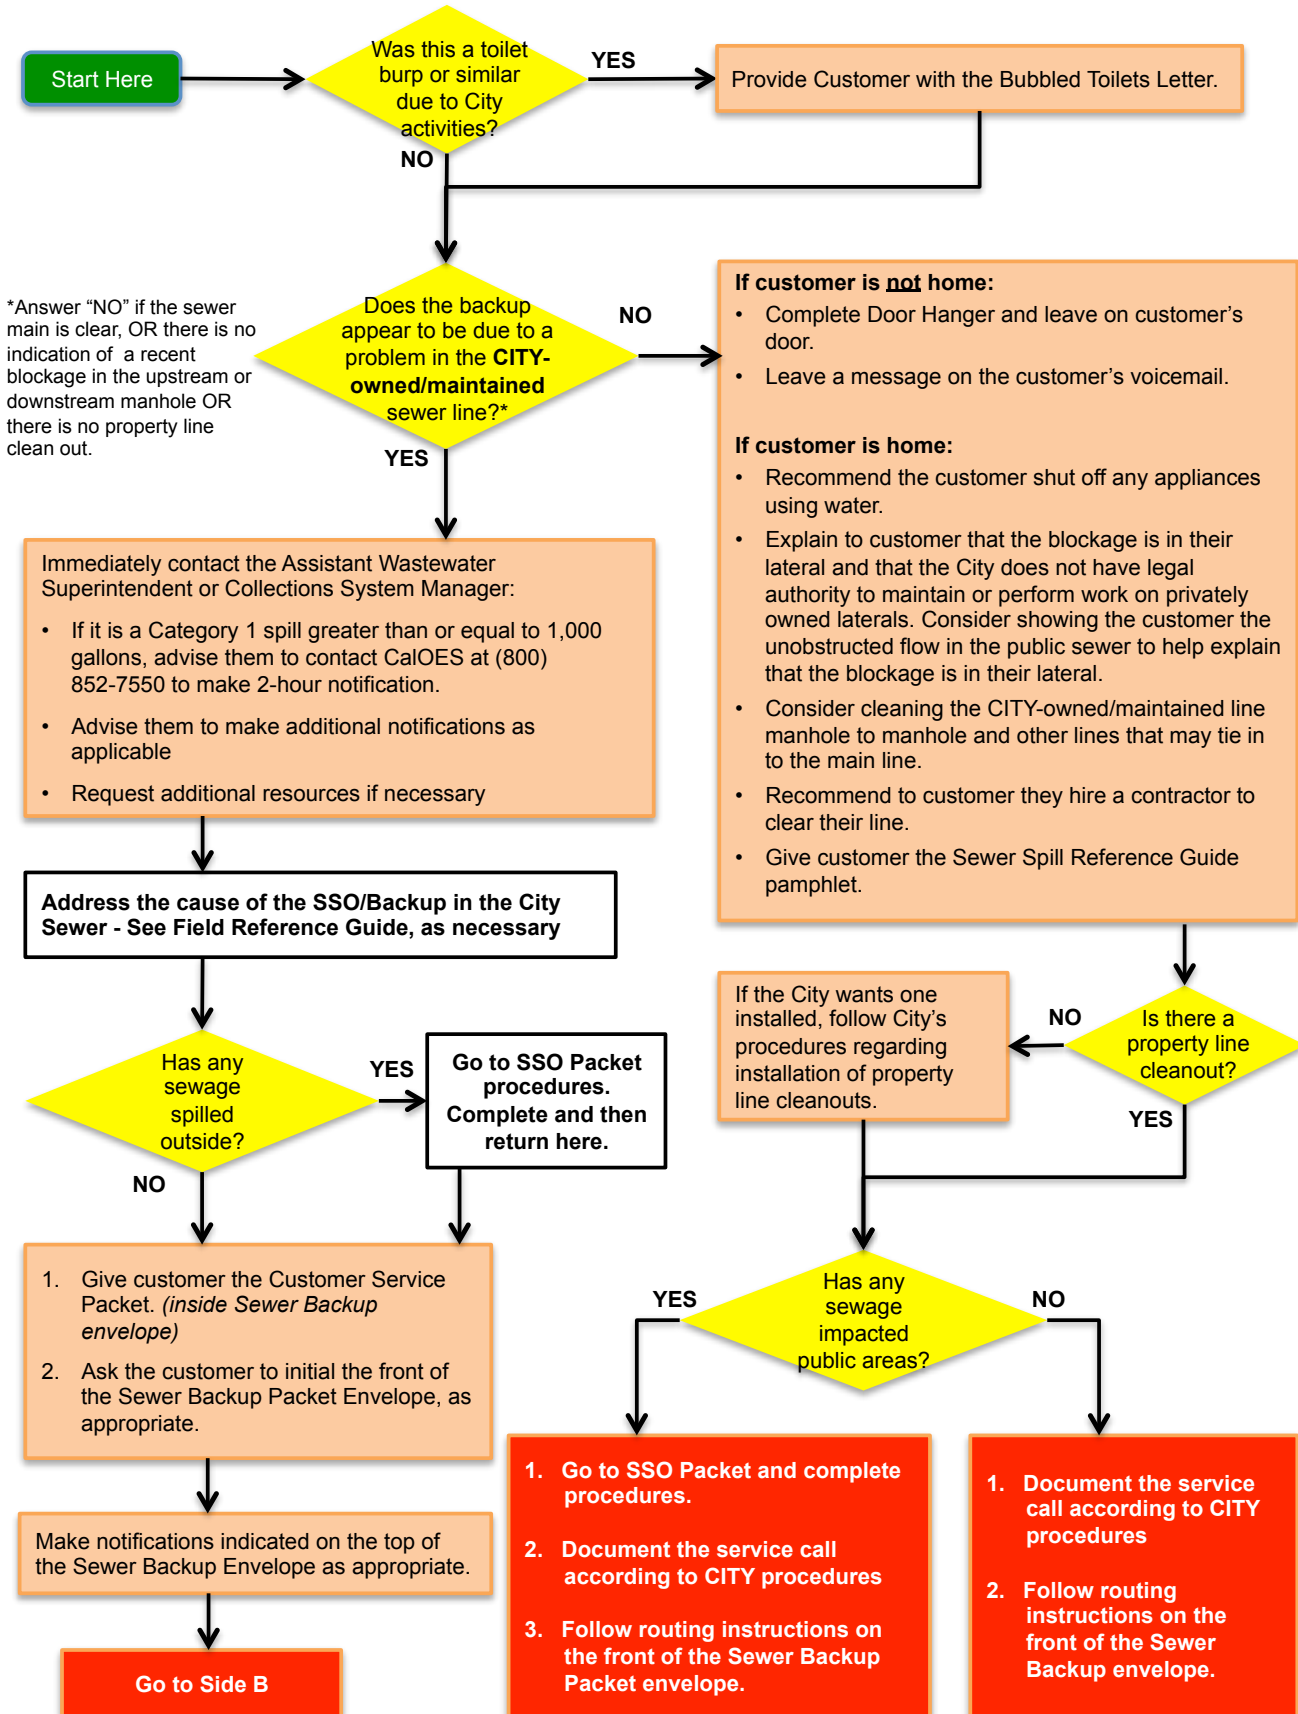 Start Here
Was this a toilet
burp or similar
due to City
activities?
YES
Provide Customer with the Bubbled Toilets Letter.
NO
*Answer “NO” if the sewer
main is clear, OR there is no
indication of  a recent
blockage in the upstream or
downstream manhole OR
there is no property line
clean out.
Does the backup
appear to be due to a
problem in the CITY-
owned/maintained
sewer line?*
NO
YES
If customer is not home:
• Complete Door Hanger and leave on customer’s
door.
• Leave a message on the customer’s voicemail.
If customer is home:
• Recommend the customer shut off any appliances
using water.
• Explain to customer that the blockage is in their
lateral and that the City does not have legal
authority to maintain or perform work on privately
owned laterals. Consider showing the customer the
unobstructed flow in the public sewer to help explain
that the blockage is in their lateral.
• Consider cleaning the CITY-owned/maintained line
manhole to manhole and other lines that may tie in
to the main line.
• Recommend to customer they hire a contractor to
clear their line.
• Give customer the Sewer Spill Reference Guide
pamphlet.
Immediately contact the Assistant Wastewater
Superintendent or Collections System Manager:
• If it is a Category 1 spill greater than or equal to 1,000
gallons, advise them to contact CalOES at (800)
852-7550 to make 2-hour notification.
• Advise them to make additional notifications as
applicable
• Request additional resources if necessary
Address the cause of the SSO/Backup in the City
Sewer - See Field Reference Guide, as necessary
Has any
sewage
spilled
outside?
YES
Go to SSO Packet
procedures.
Complete and then
return here.
NO
If the City wants one
installed, follow City’s
procedures regarding
installation of property
line cleanouts.
NO
Is there a
property line
cleanout?
YES
1. Give customer the Customer Service
Packet. (inside Sewer Backup
envelope)
2. Ask the customer to initial the front of
the Sewer Backup Packet Envelope, as
appropriate.
Make notifications indicated on the top of
the Sewer Backup Envelope as appropriate.
Go to Side B
YES
Has any
sewage
impacted
public areas?
NO
1. Go to SSO Packet and complete
procedures.
2. Document the service call
according to CITY procedures
3. Follow routing instructions on
the front of the Sewer Backup
Packet envelope.
1. Document the service
call according to CITY
procedures
2. Follow routing
instructions on the
front of the Sewer
Backup envelope.